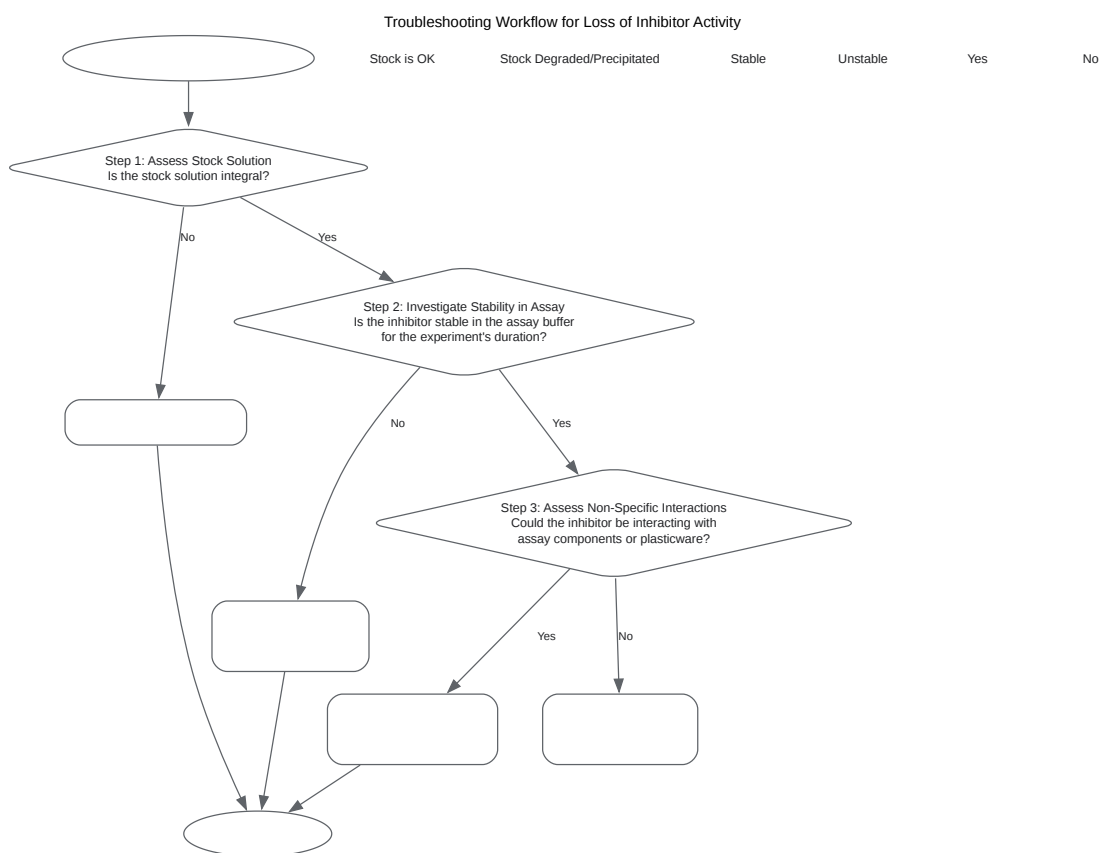 Troubleshooting Workflow for Loss of Inhibitor Activity
Stock is OK
Stock Degraded/Precipitated
Stable
Unstable
Yes
No
Step 1: Assess Stock Solution
Is the stock solution integral?
No
Yes
Step 2: Investigate Stability in Assay
Is the inhibitor stable in the assay buffer
for the experiment's duration?
No
Yes
Step 3: Assess Non-Specific Interactions
Could the inhibitor be interacting with
assay components or plasticware?
Yes
No